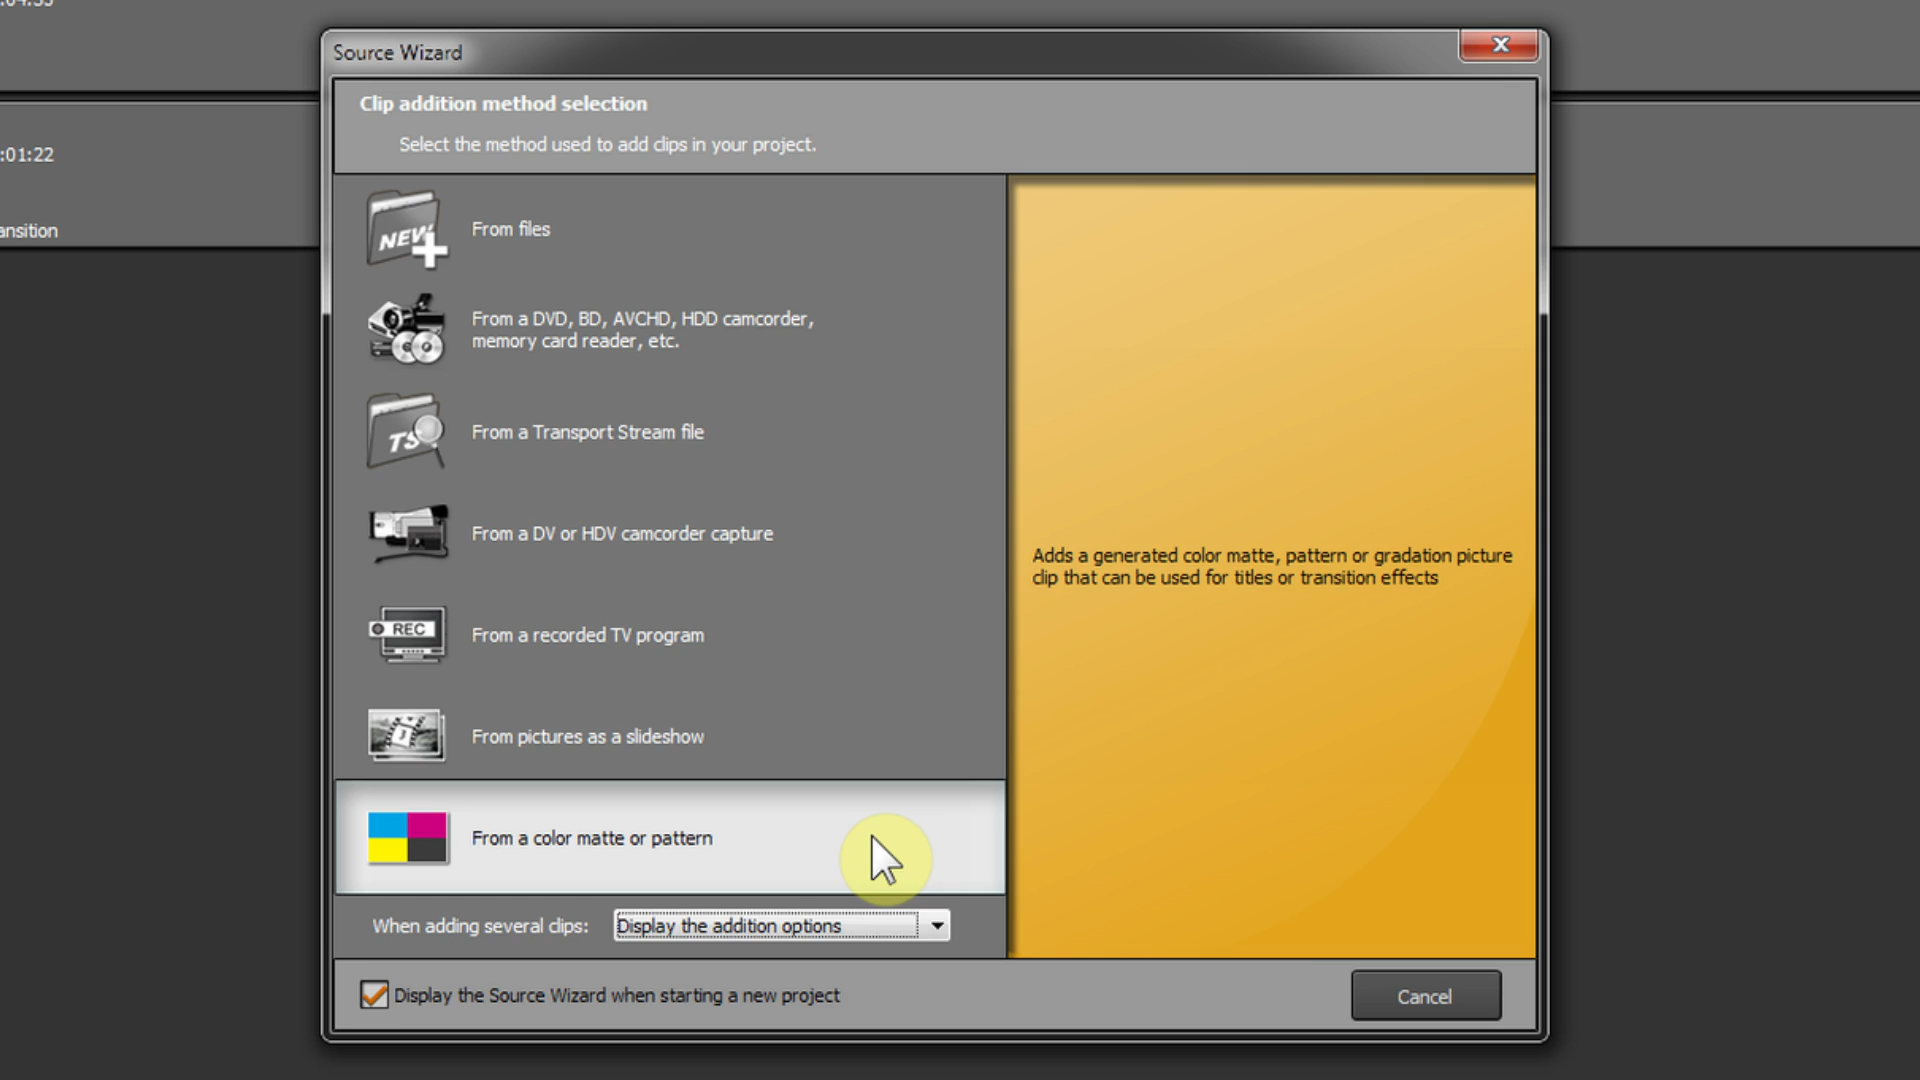 :01:22
ansition
Source Wizard
Clip addition method selection
Select the method used to add clips in your project.
NEW
From files
From a DVD, BD, AVCHD, HDD camcorder,
memory card reader, etc.
TS
From a Transport Stream file
From a DV or HDV camcorder capture
REC
From a recorded TV program
From pictures as a slideshow
From a color matte or pattern
When adding several clips:
Display the addition options
Adds a generated color matte, pattern or gradation picture
clip that can be used for titles or transition effects
Display the Source Wizard when starting a new project
Cancel